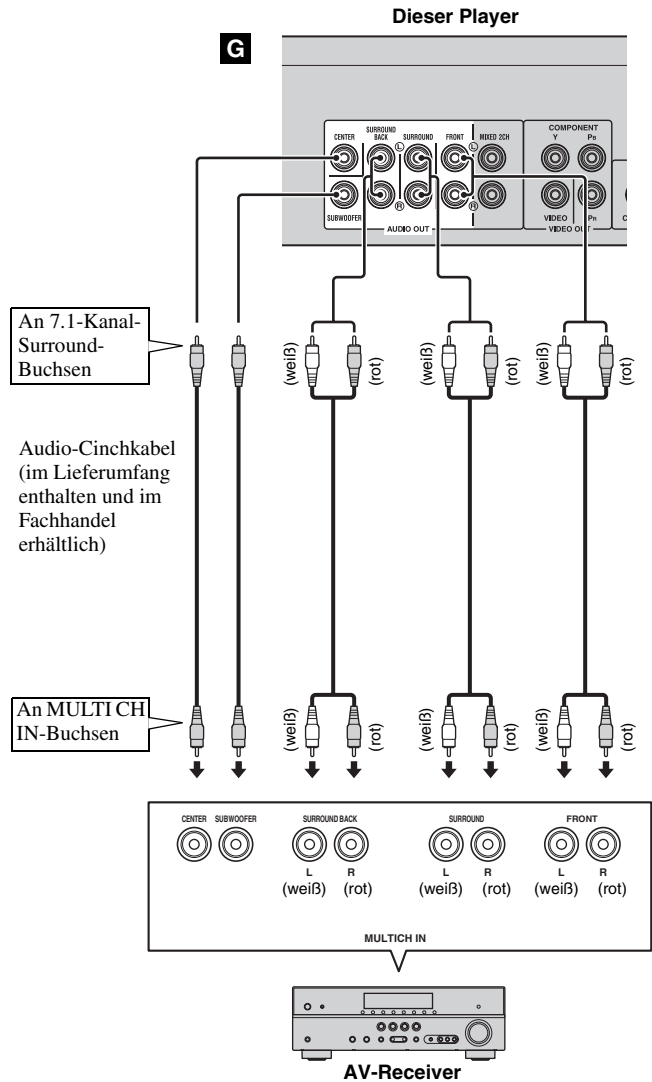 Dieser Player
G
CENTER
SURROUND
BACK
SURROUND
FRONT
MIXED 2CH
COMPONENT
Y
PB
L
L
SUBWOOFER
R
R
AUDIO OUT
VIDEO
PR
VIDEO OUT
C
An 7.1-Kanal-
Surround-
Buchsen
(weiß)
(rot)
(weiß)
(rot)
(weiß)
(rot)
Audio-Cinchkabel
(im Lieferumfang
enthalten und im
Fachhandel
erhältlich)
An MULTI CH
IN-Buchsen
(weiß)
(rot)
(weiß)
(rot)
(weiß)
(rot)
CENTER SUBWOOFER
SURROUND BACK
SURROUND
FRONT
L R
L R
L R
(weiß) (rot)
(weiß) (rot)
(weiß) (rot)
MULTICH IN
AV-Receiver